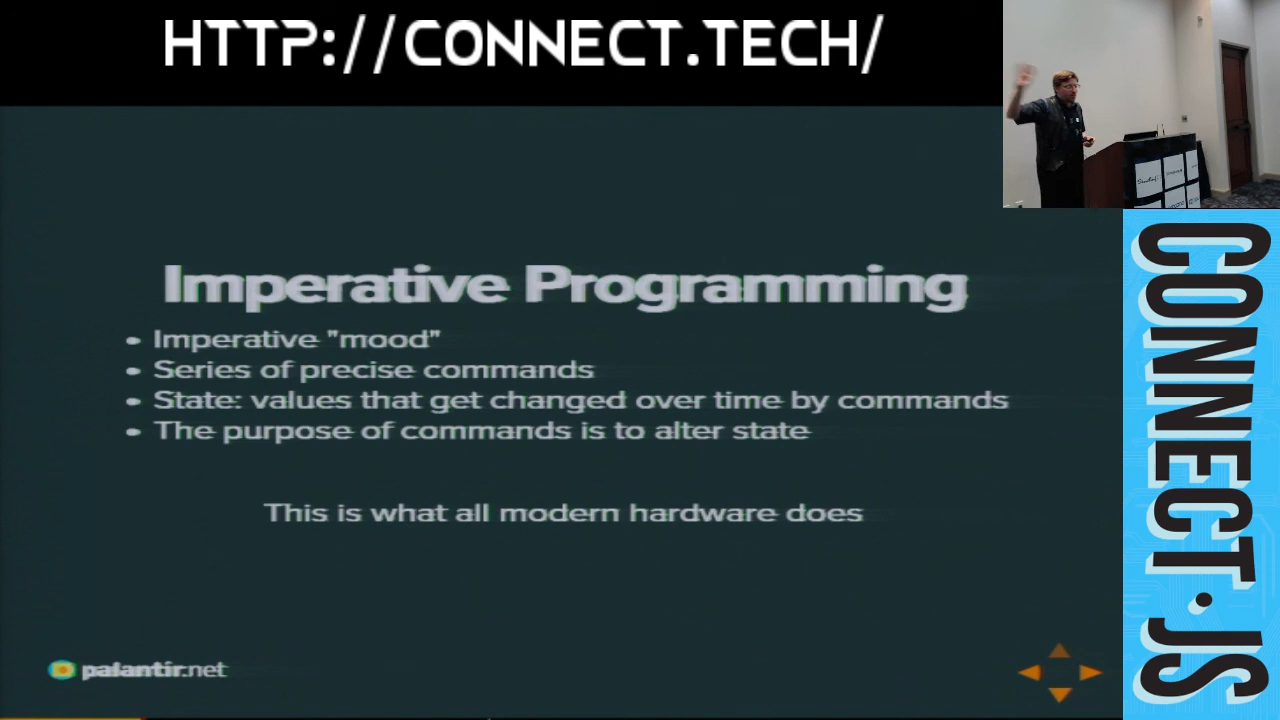 HTTP://CONNECT.TECH/
Imperative Programming
• Imperative "mood"
• Series of precise commands
• State: values that get changed over time by commands
• The purpose of commands is to alter state
This is what all modern hardware does
palantir.net
CONNECT.JS